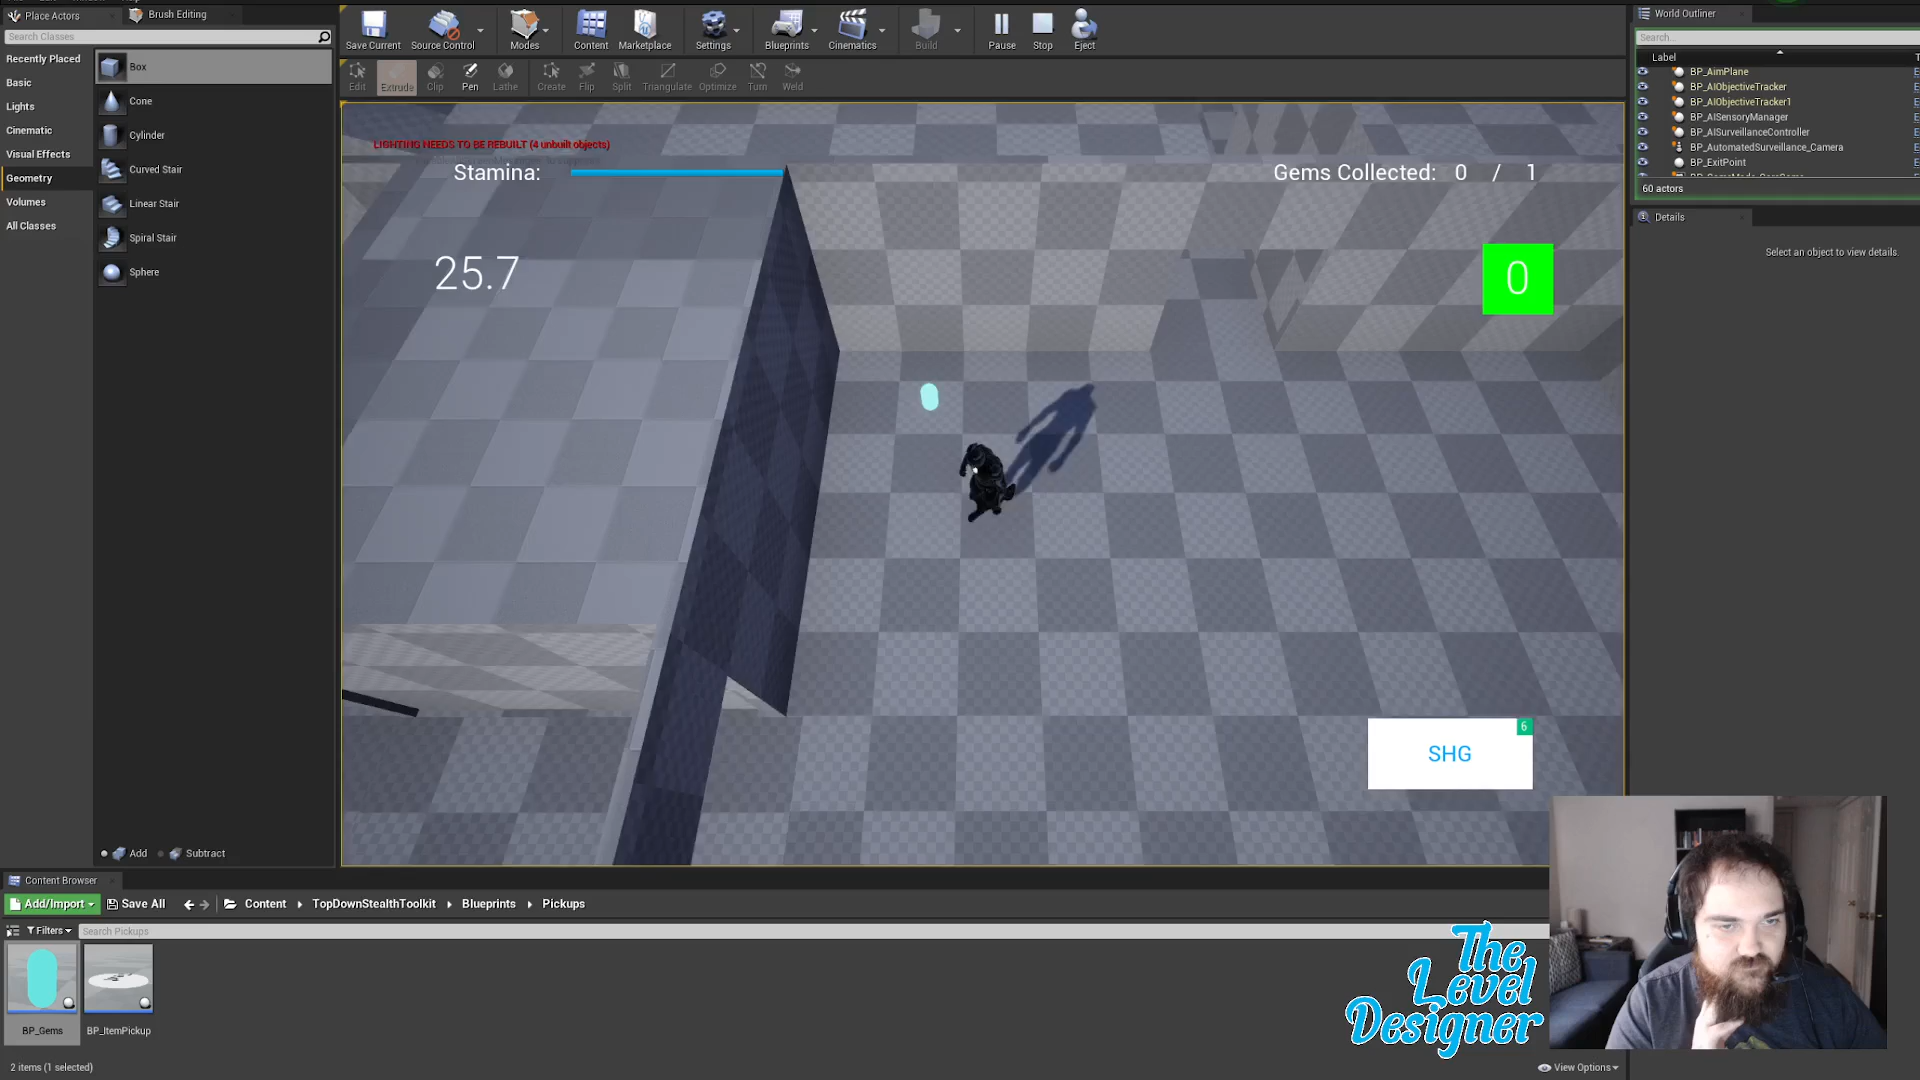 Place Actors
Brush Editing
Search Classes
Recently Placed
Basic
Lights
Cinematic
Visual Effects
Geometry
Volumes
All Classes
Box
Cone
Cylinder
Curved Stair
Linear Stair
Spiral Stair
Sphere
Add
Subtract
Save Current
Source Control
Modes
Content
Marketplace
Settings
Blueprints
Cinematics
Build
Pause
Stop
Eject
Edit
Extrude
Clip
Pen
Lathe
Create
Flip
Split
Triangulate
Optimize
Turn
Weld
LIGHTING NEEDS TO BE REBUILT (4 unbuilt objects)
Stamina:
Gems Collected: 0 / 1
25.7
0
6
SHG
World Outliner
Search...
Label
BP_AimPlane
BP_AIObjectiveTracker
BP_AIObjectiveTracker1
BP_AISensoryManager
BP_AISurveillanceController
BP_AutomatedSurveillance_Camera
BP_ExitPoint
60 actors
Details
Select an object to view details.
Content Browser
Add/Import
Save All
Content
TopDownStealthToolkit
Blueprints
Pickups
Filters
Search Pickups
BP_Gems
BP_ItemPickup
2 items (1 selected)
View Options
The
Level
Designer